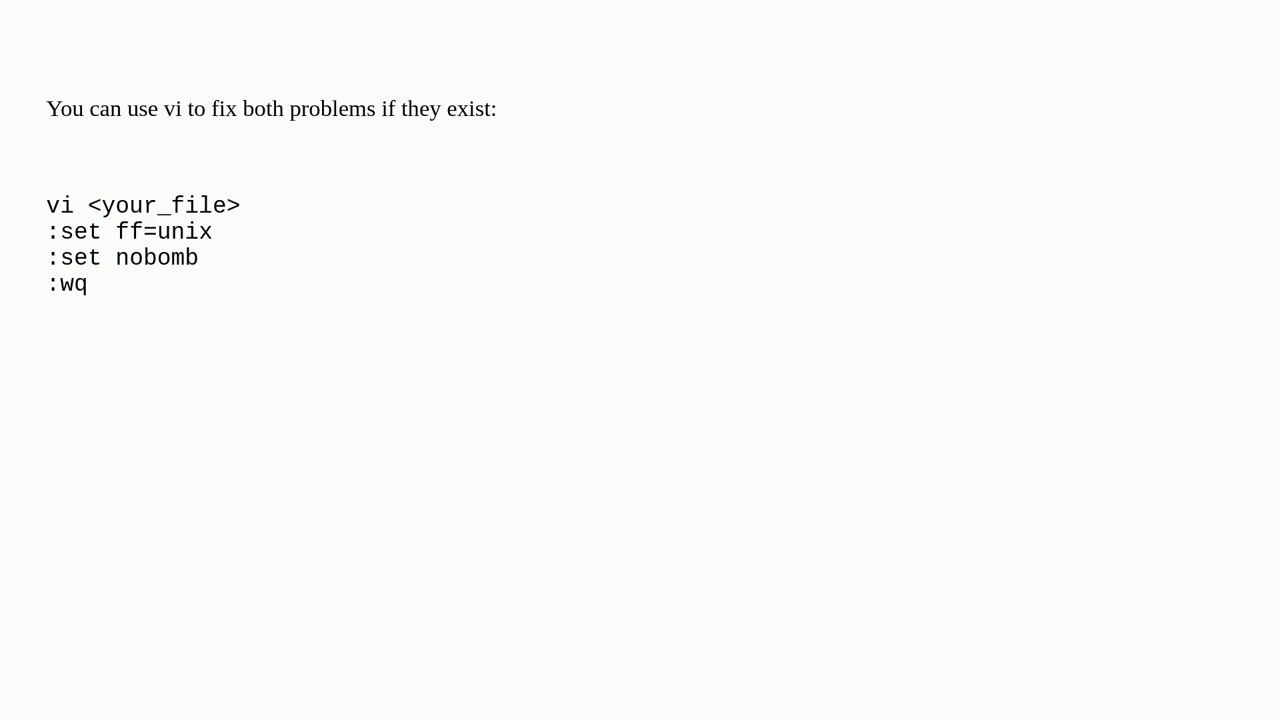 You can use vi to fix both problems if they exist:
vi <your_file>
:set ff=unix
:set nobomb
:wq